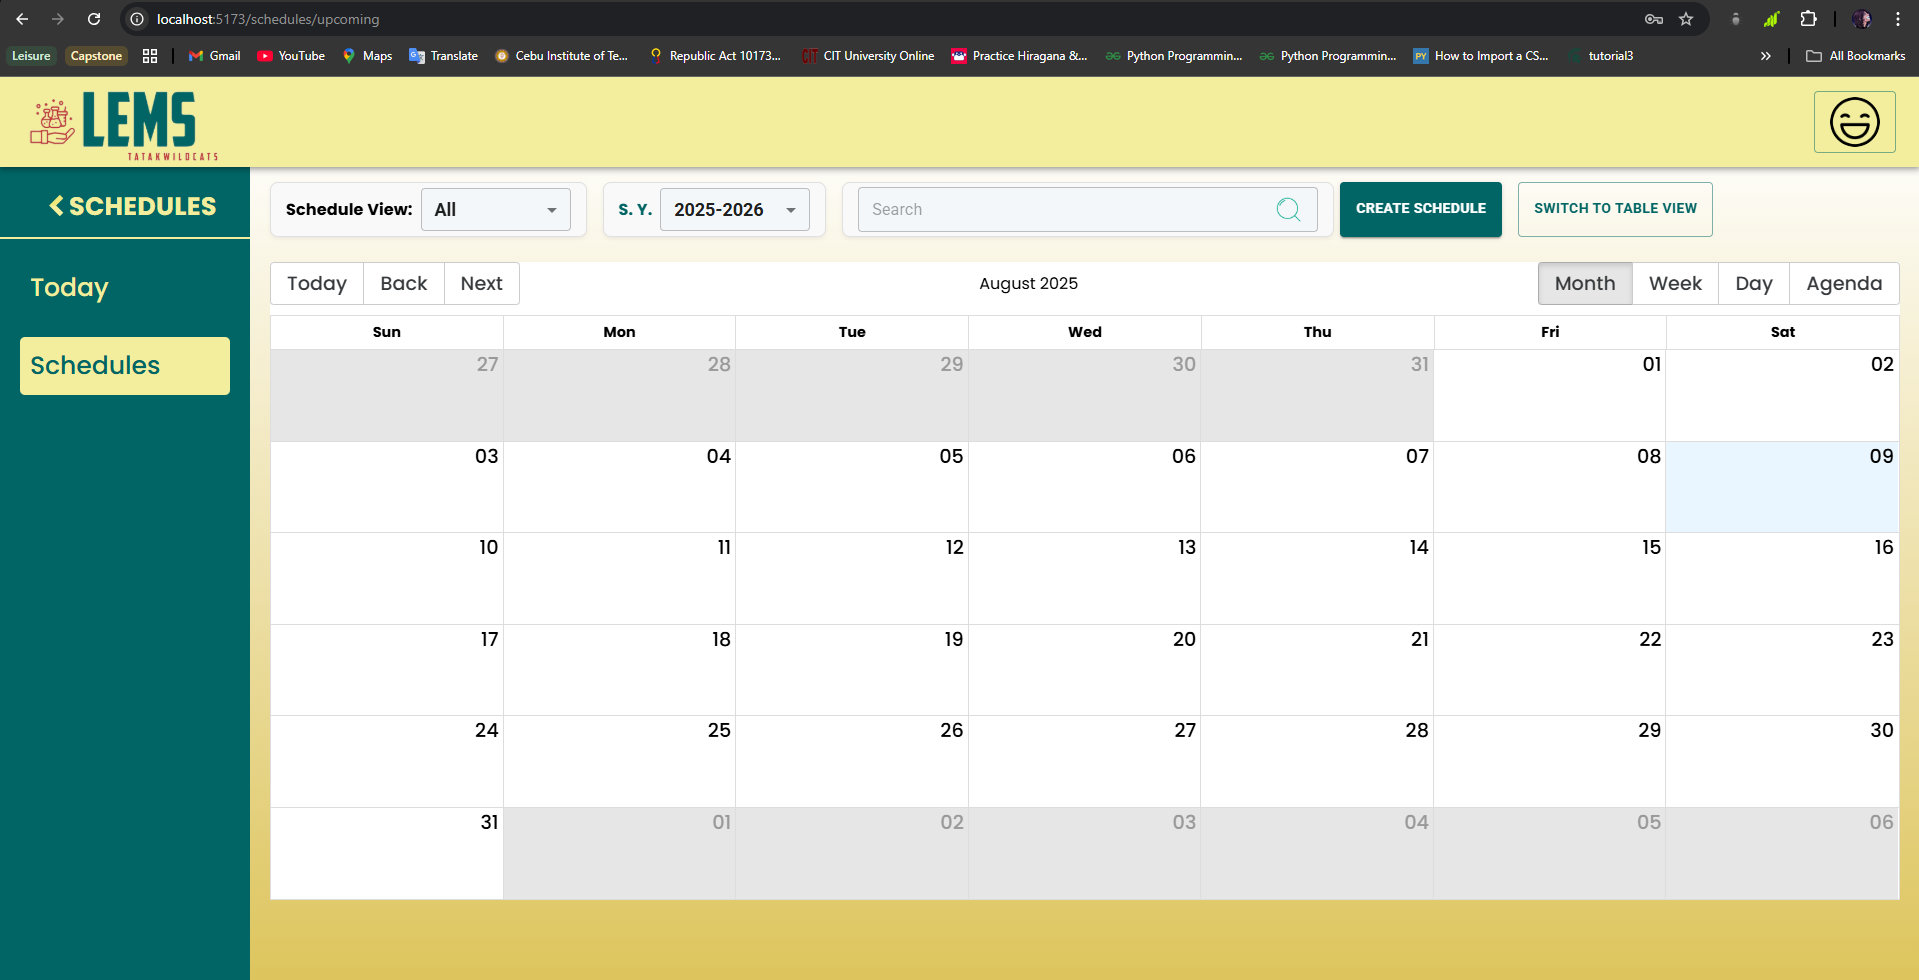 localhost:5173/schedules/upcoming
Leisure Capstone Gmail YouTube Maps Translate Cebu Institute of Te... Republic Act 10173... CIT CIT University Online Practice Hiragana &... Python Programmin... Python Programmin... PY How to Import a CS... tutorial3 » All Bookmarks
LEMS
TATAKWILDCATS
SCHEDULES
Today
Schedules
Schedule View: All S. Y. 2025-2026 Search CREATE SCHEDULE SWITCH TO TABLE VIEW
Today Back Next August 2025 Month Week Day Agenda
Sun Mon Tue Wed Thu Fri Sat
27 28 29 30 31 01 02
03 04 05 06 07 08 09
10 11 12 13 14 15 16
17 18 19 20 21 22 23
24 25 26 27 28 29 30
31 01 02 03 04 05 06